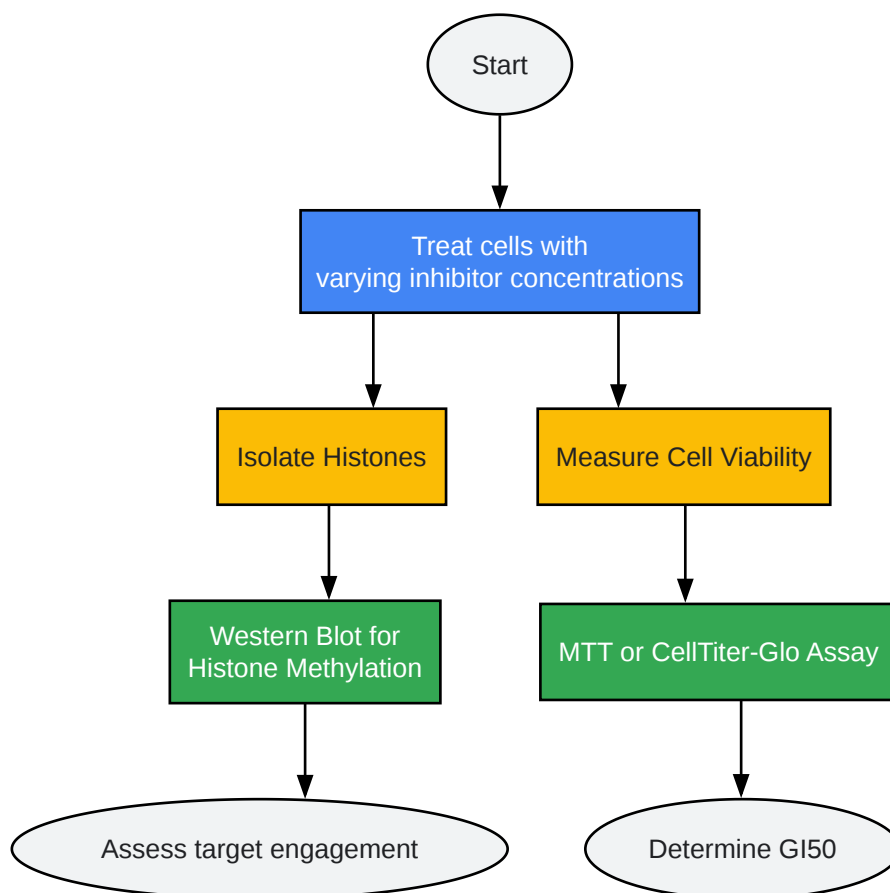 Start
Treat cells with
varying inhibitor concentrations
Isolate Histones
Measure Cell Viability
Western Blot for
Histone Methylation
MTT or CellTiter-Glo Assay
Assess target engagement
Determine GI50